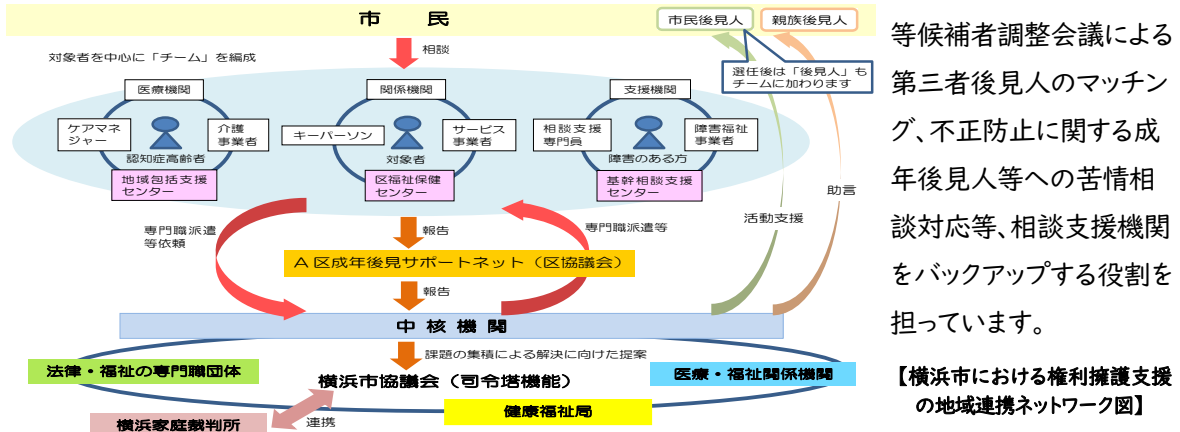 市 民
市民後見人
親族後見人
対象者を中心に「チーム」を編成
相談
選任後は「後見人」も
チームに加わります
医療機関
ケアマネ
ジャー
介護
事業者
認知症高齢者
地域包括支援
センター
関係機関
キーパーソン
サービス
事業者
対象者
区福祉保健
センター
支援機関
相談支援
専門員
障害福祉
事業者
障害のある方
基幹相談支援
センター
専門職派遣
等依頼
報告
専門職派遣等
活動支援
助言
A区成年後見サポートネット（区協議会）
報告
中 核 機 関
課題の集積による解決に向けた提案
法律・福祉の専門職団体
横浜市協議会（司令塔機能）
医療・福祉関係機関
健康福祉局
横浜家庭裁判所
連携
等候補者調整会議による
第三者後見人のマッチン
グ、不正防止に関する成
年後見人等への苦情相
談対応等、相談支援機関
をバックアップする役割を
担っています。
【横浜市における権利擁護支援
の地域連携ネットワーク図】